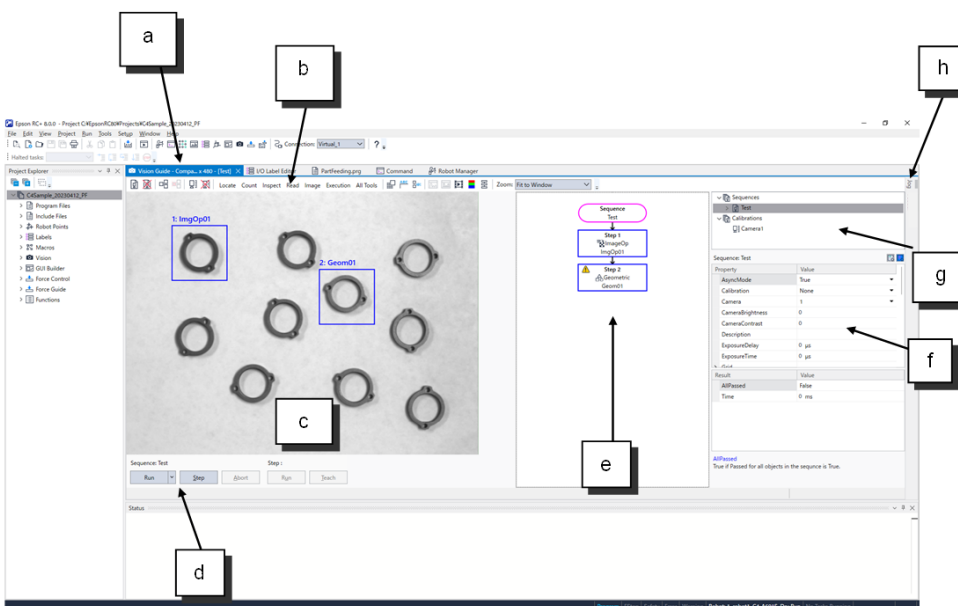 a
b
h
Epson RC+ 8.0.0 - Project C:\EpsonRC80\Projects\C4Sample_20230412_PF
File Edit View Project Run Tools Setup Window Help
Connection: Virtual_1
Halted tasks:
Project Explorer
Vision Guide - Compa... x 480 - [Test] I/O Label Editor Partfeeding.prg Command Robot Manager
Locate Count Inspect Read Image Execution All Tools Zoom: Fit to Window
C4Sample_20230412_PF
Program Files
Include Files
Robot Points
Labels
Macros
Vision
GUI Builder
Force Control
Force Guide
Functions
1: ImgOp01
2: Geom01
c
Sequence
Test
Step 1
ImageOp
ImgOp01
Step 2
Geometric
Geom01
e
Sequences
Test
Calibrations
Camera1
g
Sequence: Test
Property Value
AsyncMode True
Calibration None
Camera 1
CameraBrightness 0
CameraContrast 0
Description
ExposureDelay 0 µs
ExposureTime 0 µs
Grid
f
Result Value
AllPassed False
Time 0 ms
AllPassed
True if Passed for all objects in the sequnce is True.
Sequence: Test Step :
Run Step Abort Run Teach
Status
d